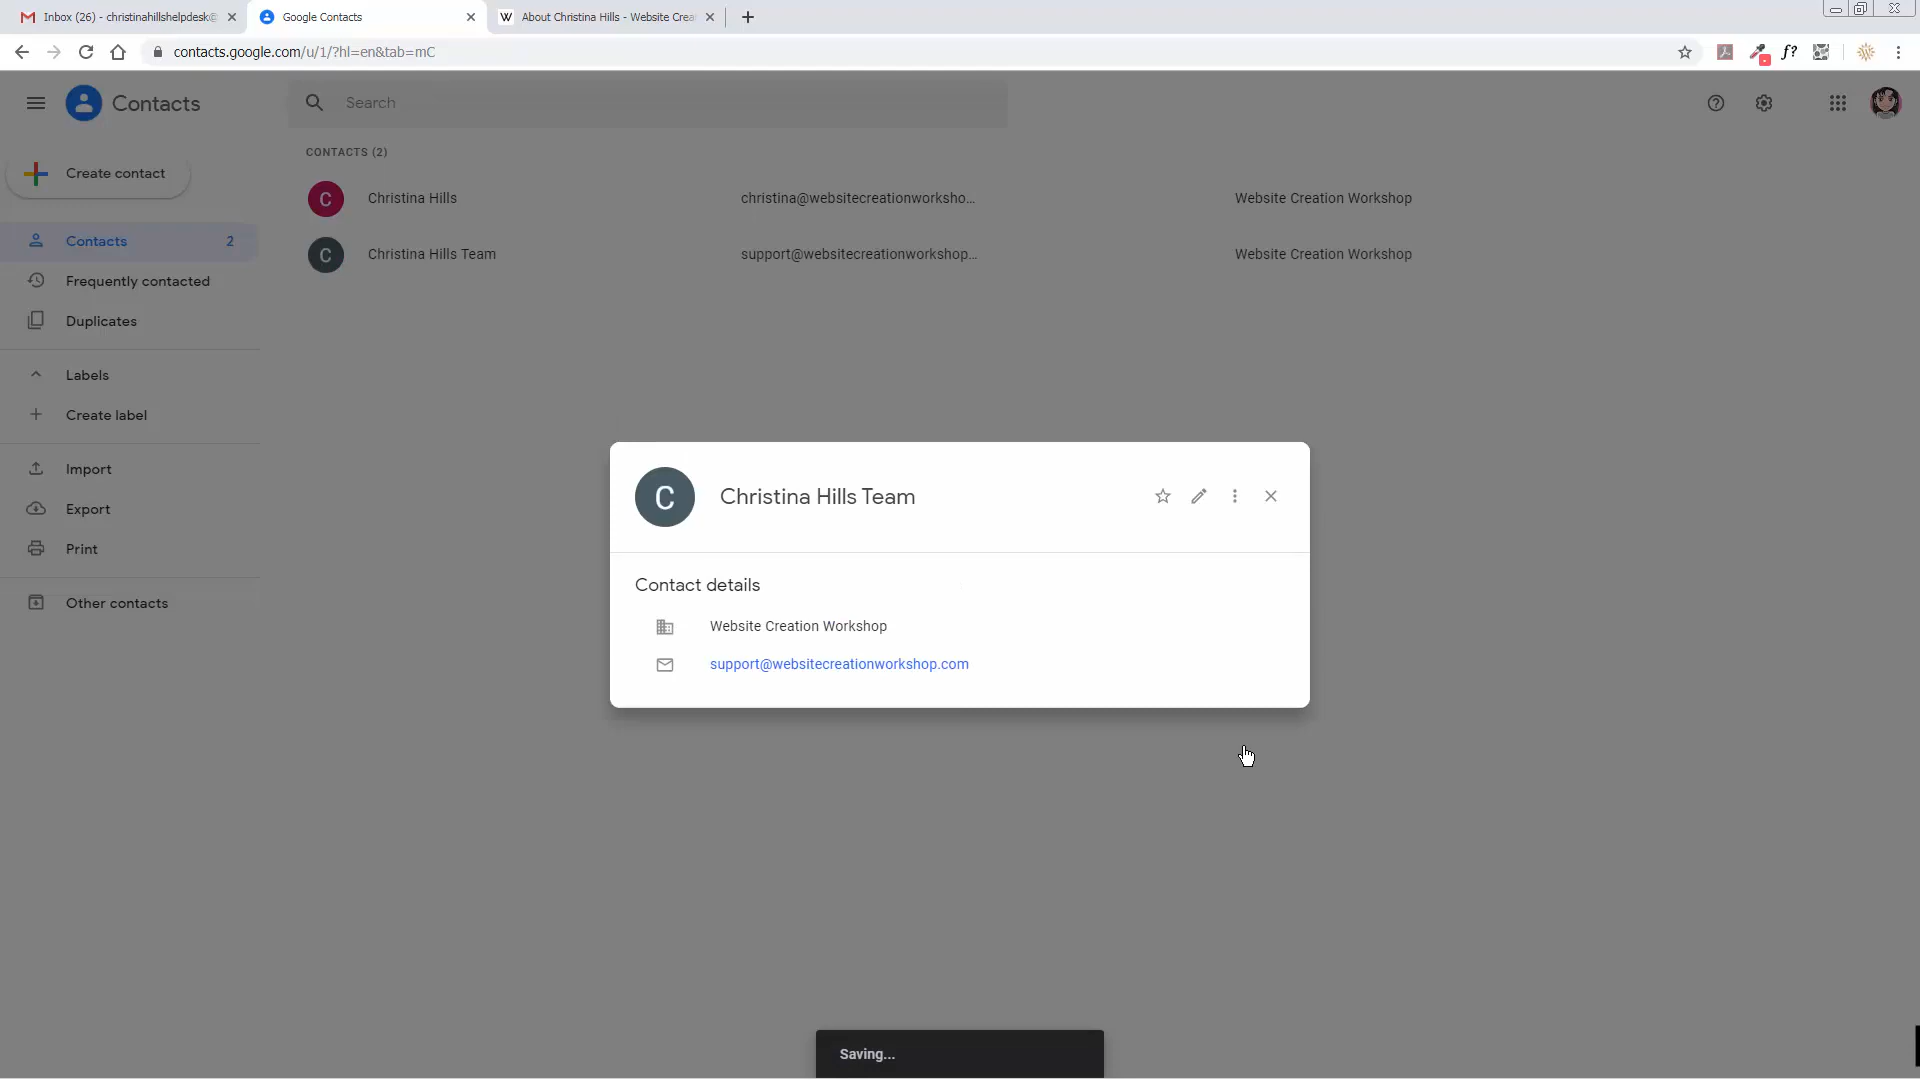 Inbox (26) - christinahillshelpdesk@
Google Contacts
About Christina Hills - Website Crea
contacts.google.com/u/1/?hl=en&tab=mC
f?
Contacts
Search
Create contact
CONTACTS (2)
C Christina Hills christina@websitecreationworksho... Website Creation Workshop
Contacts 2
C Christina Hills Team support@websitecreationworkshop... Website Creation Workshop
Frequently contacted
Duplicates
Labels
Create label
Import
Export
Print
Other contacts
C Christina Hills Team
Contact details
Website Creation Workshop
support@websitecreationworkshop.com
Saving...